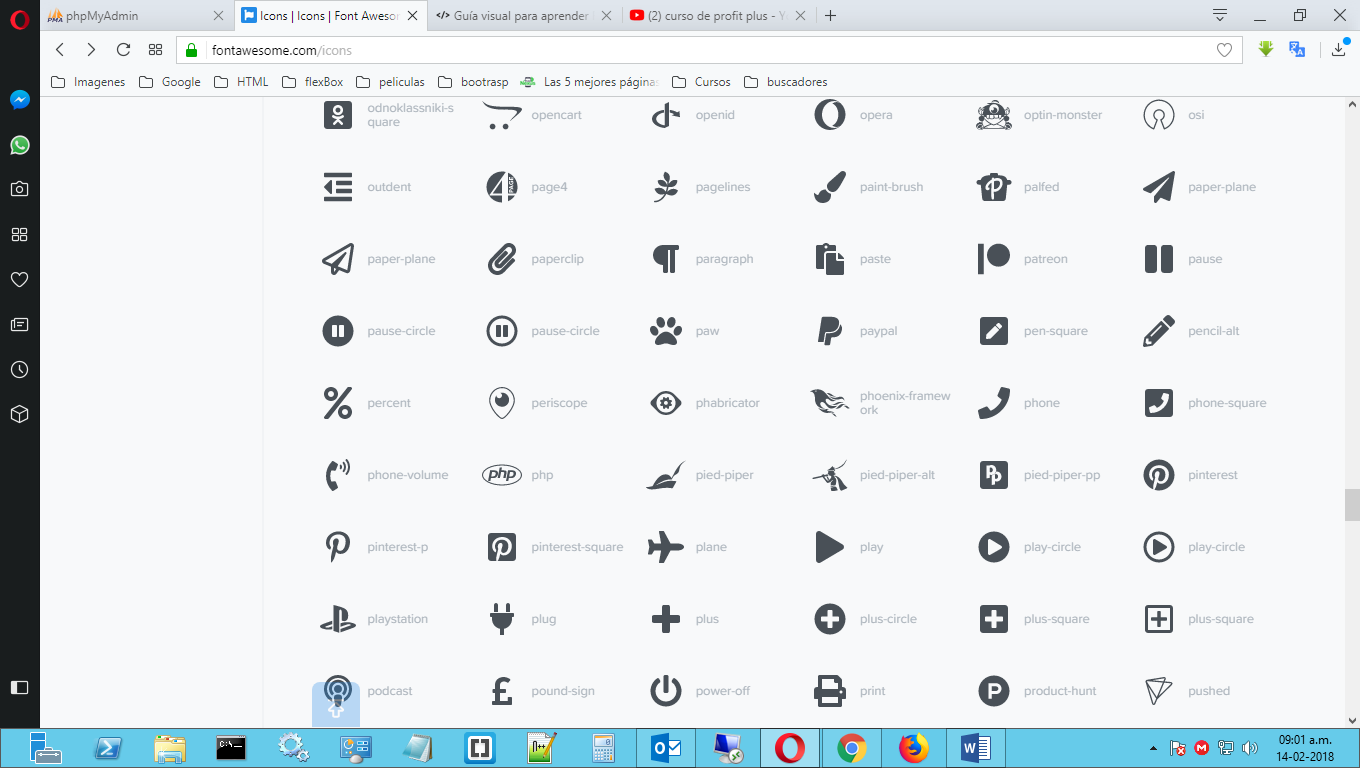 phpMyAdmin
Icons | Icons | Font Aweso
Guía visual para aprender
(2) curso de profit plus - Y
fontawesome.com/icons
Imagenes Google HTML flexBox peliculas bootrasp Las 5 mejores página Cursos buscadores
odnoklassniki-s
quare
opencart openid opera optin-monster osi
outdent page4 pagelines paint-brush palfed paper-plane
paper-plane paperclip paragraph paste patreon pause
pause-circle pause-circle paw paypal pen-square pencil-alt
percent periscope phabricator phoenix-framew
ork
phone phone-square
phone-volume php pied-piper pied-piper-alt pied-piper-pp pinterest
pinterest-p pinterest-square plane play play-circle play-circle
playstation plug plus plus-circle plus-square plus-square
podcast pound-sign power-off print product-hunt pushed
09:01 a.m.
14-02-2018